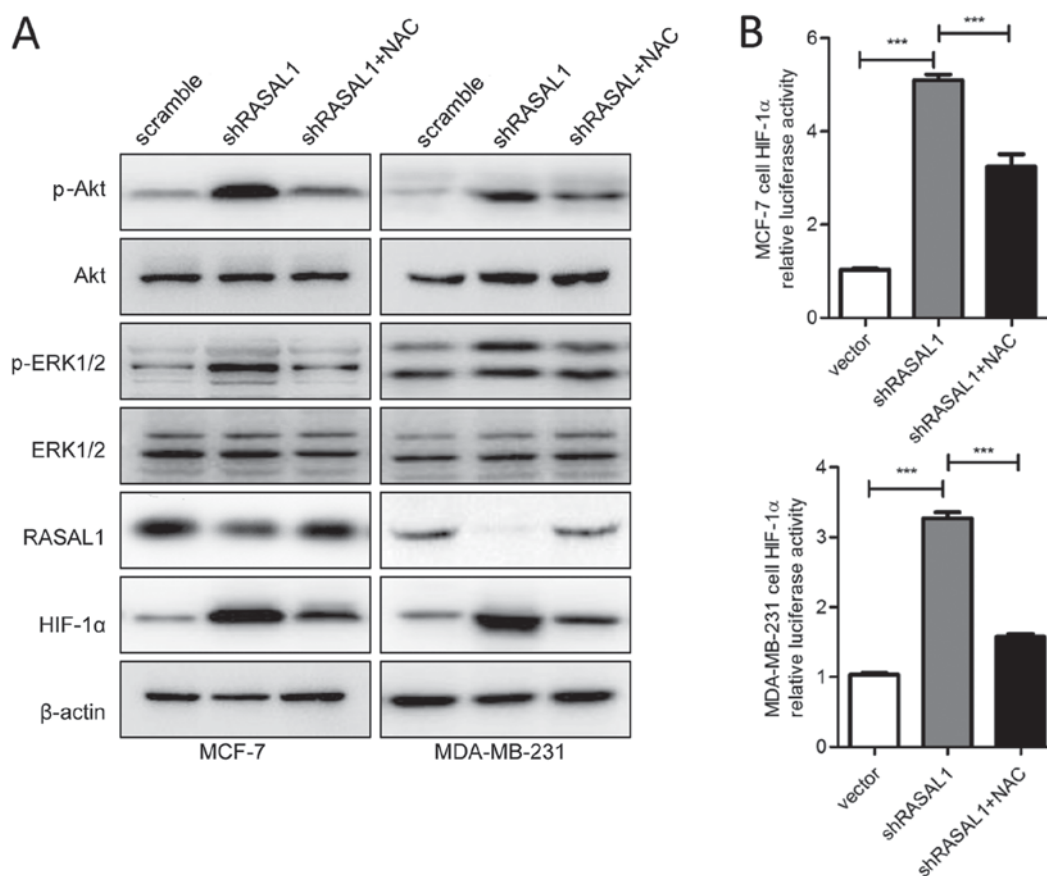 A
scramble
shRASAL1
shRASAL1+NAC
scramble
shRASAL1
shRASAL+NAC
p-Akt
Akt
p-ERK1/2
ERK1/2
RASAL1
HIF-1α
β-actin
MCF-7
MDA-MB-231
B
MCF-7 cell HIF-1α
relative luciferase activity
6
4
2
0
***
***
vector
shRASAL1
shRASAL1+NAC
MDA-MB-231 cell HIF-1α
relative luciferase activity
4
3
2
1
0
***
***
vector
shRASAL1
shRASAL1+NAC